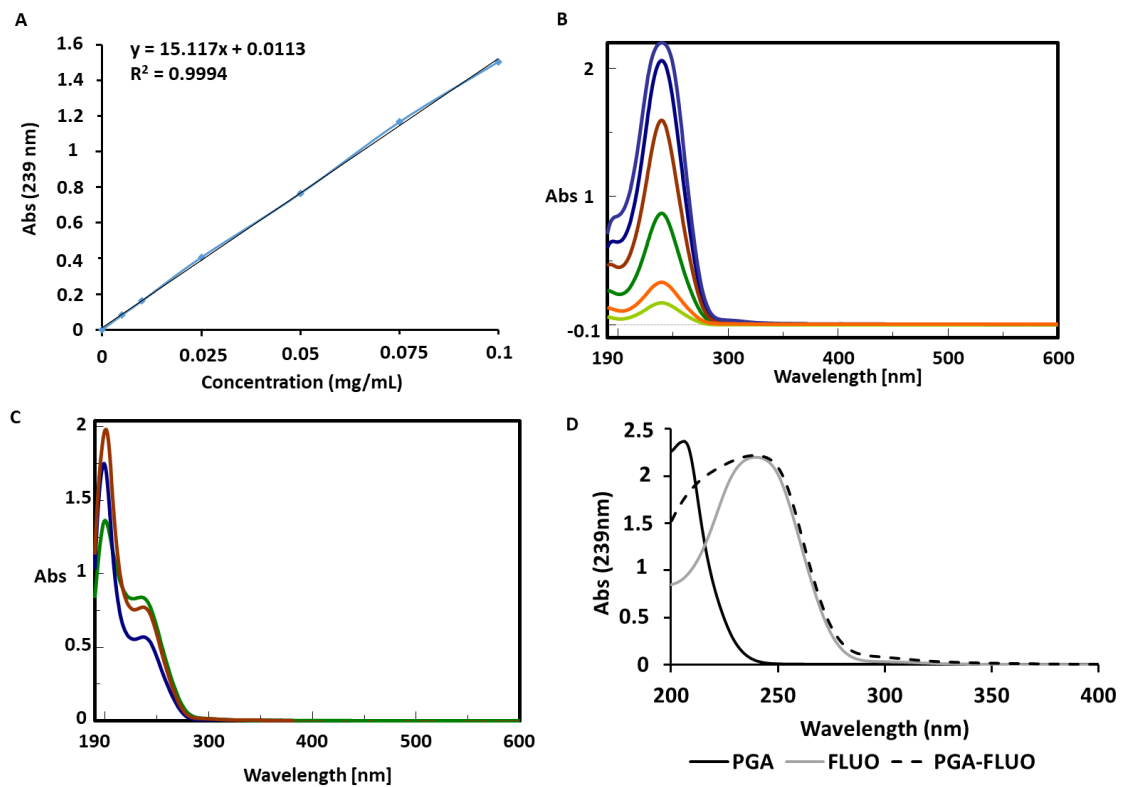 A
y = 15.117x + 0.0113
R² = 0.9994
Abs (239 nm)
1.6
1.4
1.2
1
0.8
0.6
0.4
0.2
0
0 0.025 0.05 0.075 0.1
Concentration (mg/mL)
B
2
Abs 1
-0.1
190 300 400 500 600
Wavelength [nm]
C
2
1.5
Abs 1
0.5
0
190 300 400 500 600
Wavelength [nm]
D
Abs (239nm)
2.5
2
1.5
1
0.5
0
200 250 300 350 400
Wavelength (nm)
PGA FLUO PGA-FLUO